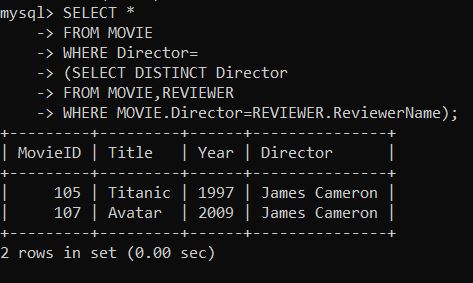 mysql> SELECT *
    -> FROM MOVIE
    -> WHERE Director=
    -> (SELECT DISTINCT Director
    -> FROM MOVIE,REVIEWER
    -> WHERE MOVIE.Director=REVIEWER.ReviewerName);
+---------+---------+------+---------------+
| MovieID | Title   | Year | Director      |
+---------+---------+------+---------------+
|     105 | Titanic | 1997 | James Cameron |
|     107 | Avatar  | 2009 | James Cameron |
+---------+---------+------+---------------+
2 rows in set (0.00 sec)